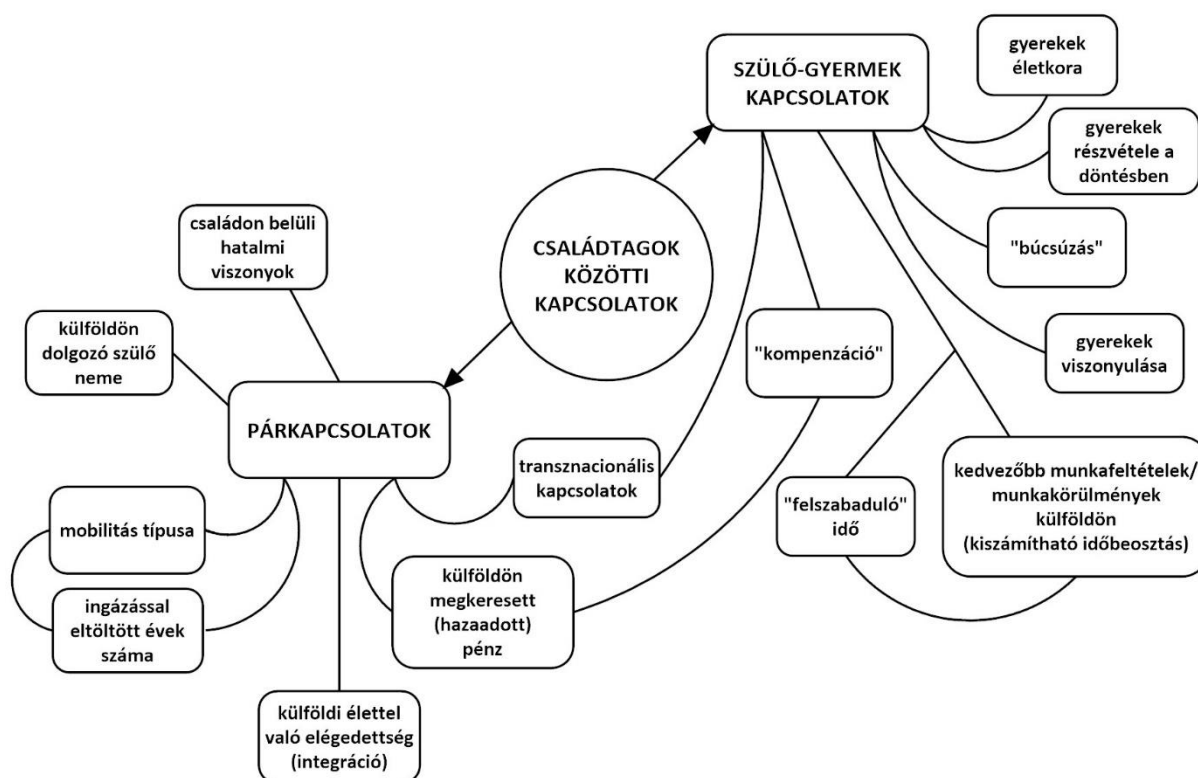 SZÜLŐ-GYERMEK
KAPCSOLATOK
gyerekek
életkora
gyerekek
részvétele a
döntésben
családon belüli
hatalmi
viszonyok
CSALÁDTAGOK
KÖZÖTTI
KAPCSOLATOK
"búcsúzás"
külföldön
dolgozó szülő
neme
"kompenzáció"
gyerekek
viszonyulása
PÁRKAPCSOLATOK
transznacionális
kapcsolatok
"felszabaduló"
idő
kedvezőbb munkafeltételek/
munkakörülmények
külföldön
(kiszámítható időbeosztás)
mobilitás típusa
ingázással
eltöltött évek
száma
külföldön
megkeresett
(hazaadott)
pénz
külföldi élettel
való elégedettség
(integráció)